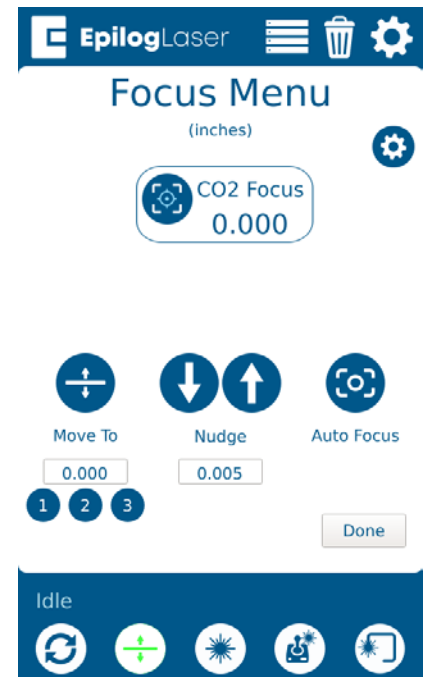 EpilogLaser
Focus Menu
(inches)
CO2 Focus
0.000
Move To
Nudge
Auto Focus
0.000
0.005
1 2 3
Done
Idle